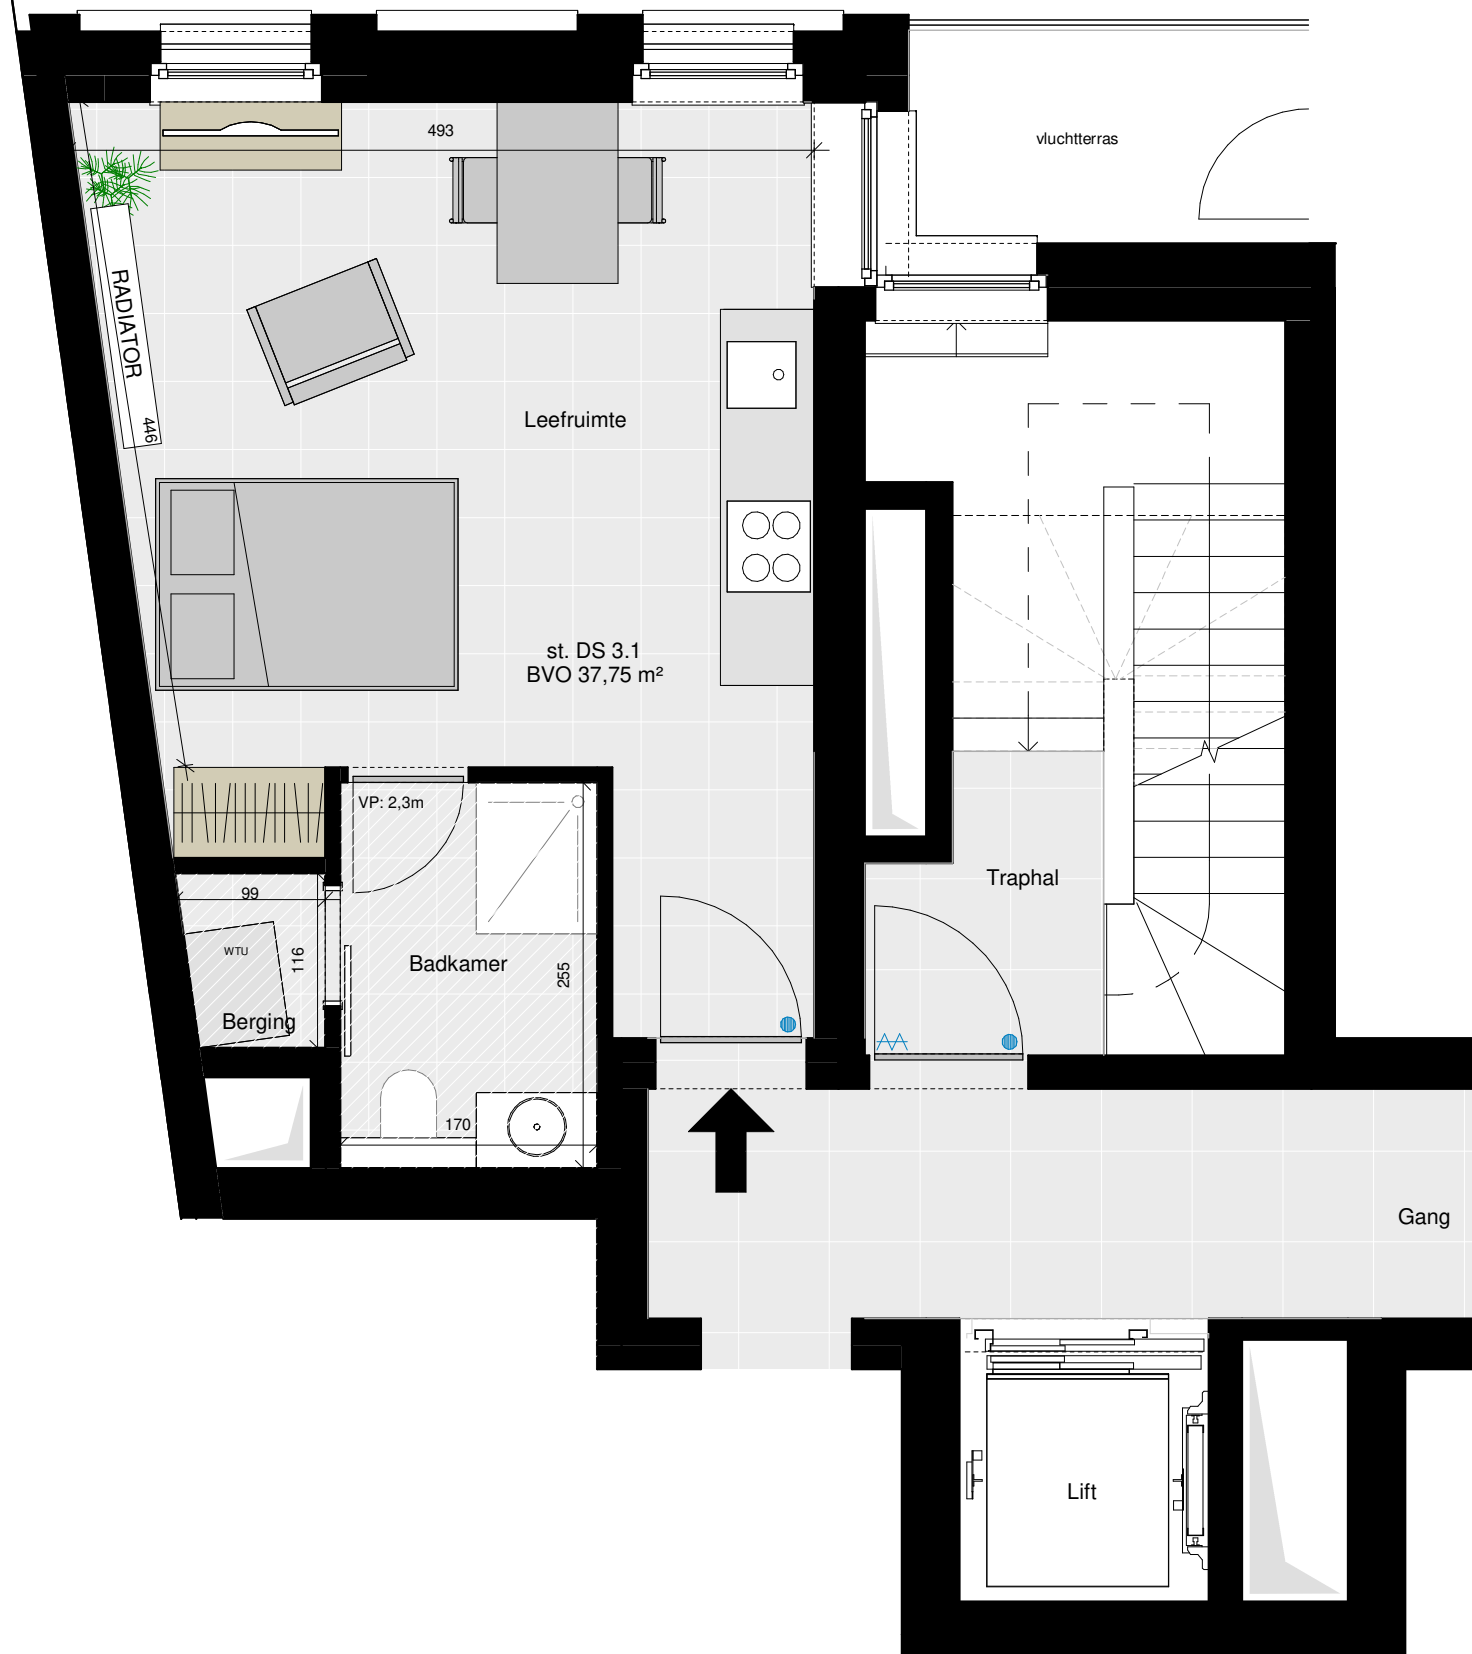 493
vluchtterras
RADIATOR
446
Leefruimte
st. DS 3.1
BVO 37,75 m²
VP: 2,3m
99
WTU
116
Berging
Badkamer
255
170
Traphal
Gang
Lift